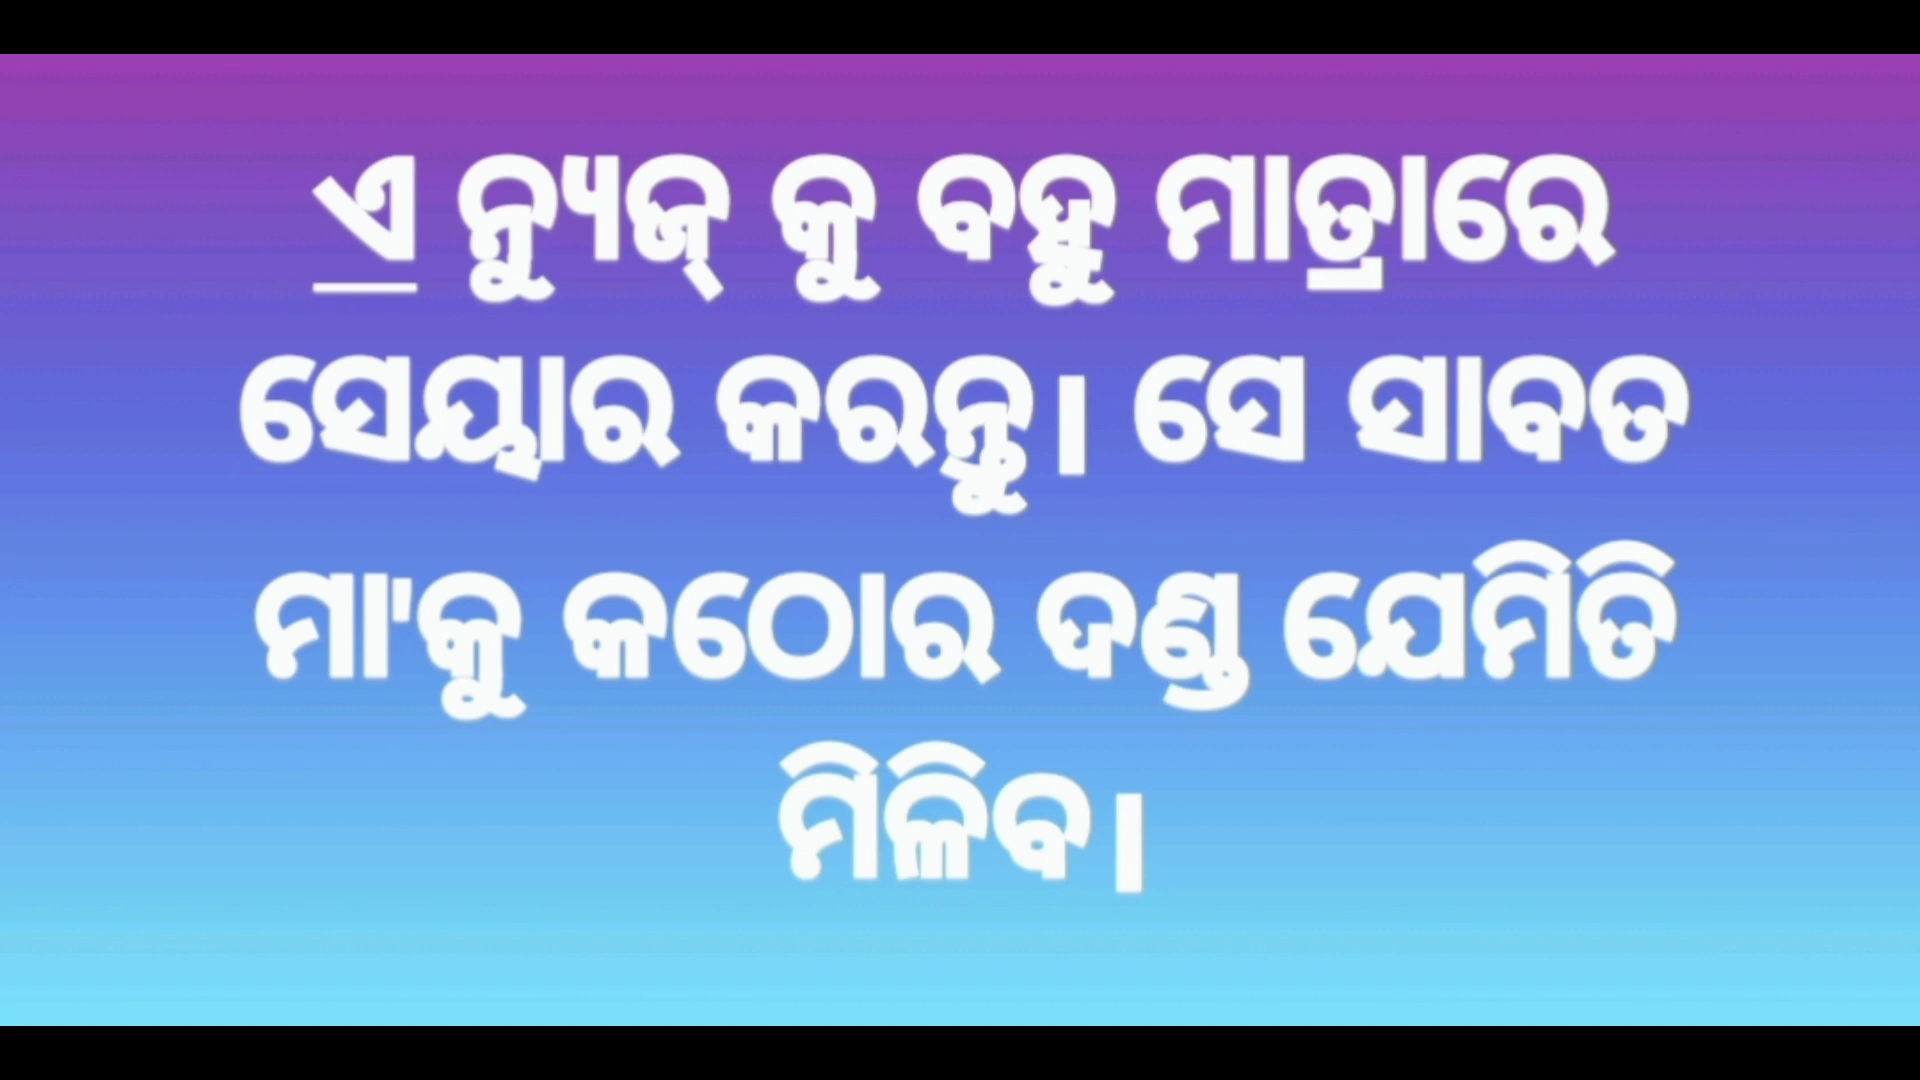 ଏ ନ୍ୟୁଜ୍ କୁ ବହୁ ମାତ୍ରାରେ
ସେୟାର କରନ୍ତୁ। ସେ ସାବତ
ମା'କୁ କଠୋର ଦଣ୍ଡ ଯେମିତି
ମିଳିବ।